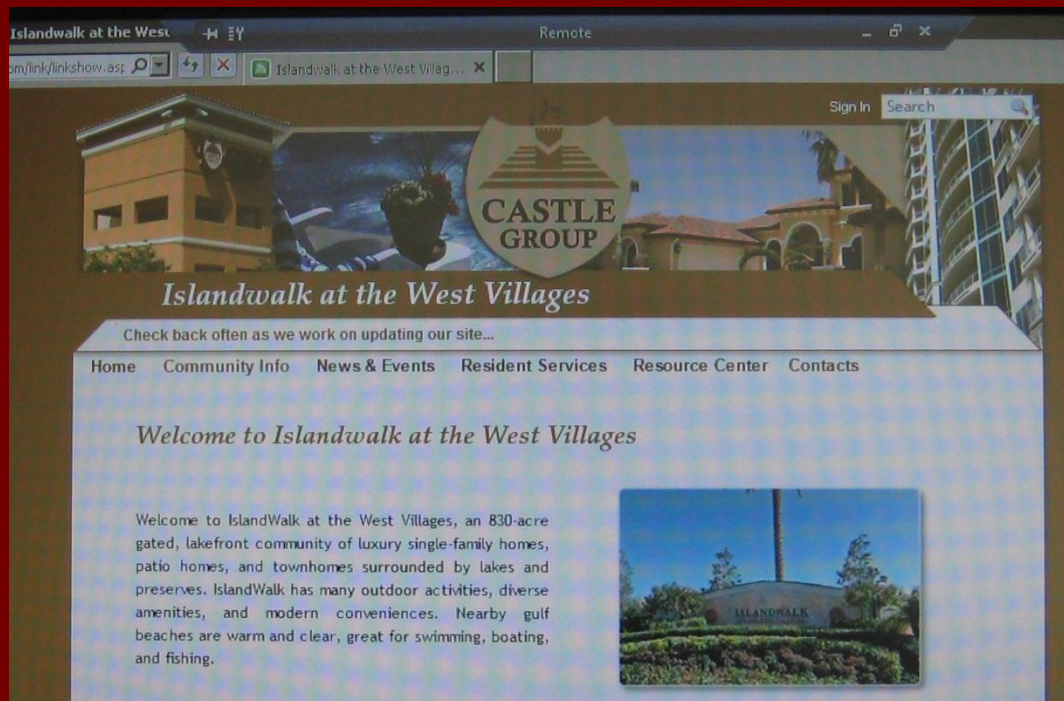 Islandwalk at the West
Remote
om/link/linkshow.asp
Islandwalk at the West Villag...
Sign In
Search
CASTLE
GROUP
Islandwalk at the West Villages
Check back often as we work on updating our site...
Home Community Info News & Events Resident Services Resource Center Contacts
Welcome to Islandwalk at the West Villages
Welcome to IslandWalk at the West Villages, an 830-acre
gated, lakefront community of luxury single-family homes,
patio homes, and townhomes surrounded by lakes and
preserves. IslandWalk has many outdoor activities, diverse
amenities, and modern conveniences. Nearby gulf
beaches are warm and clear, great for swimming, boating,
and fishing.
ISLANDWALK